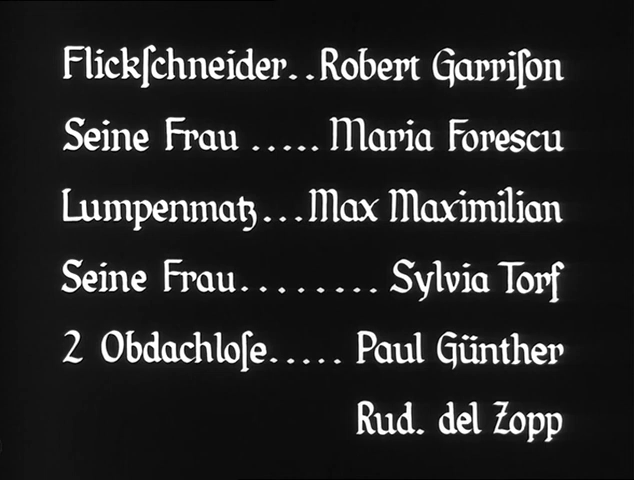 Flickſchneider..Robert Garriſon
Seine Frau ..... Maria Forescu
Lumpenmatz...Max Maximilian
Seine Frau........ Sylvia Torf
2 Obdachloſe..... Paul Günther
Rud. del Zopp